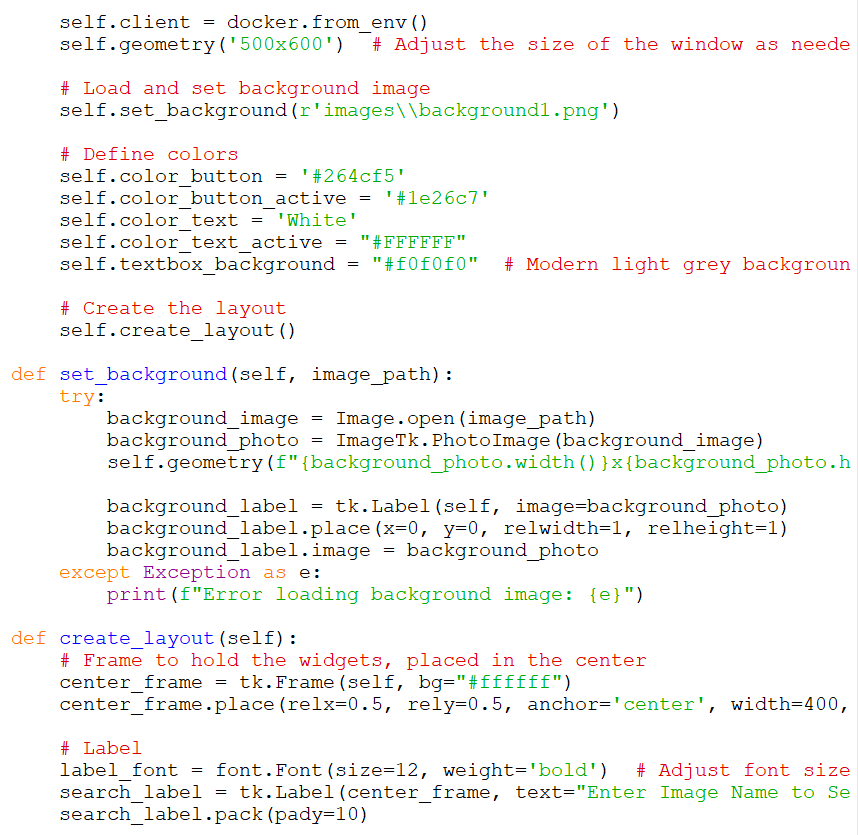 self.client = docker.from_env()
self.geometry('500x600')  # Adjust the size of the window as neede
# Load and set background image
self.set_background(r'images\\background1.png')
# Define colors
self.color_button = '#264cf5'
self.color_button_active = '#1e26c7'
self.color_text = 'White'
self.color_text_active = "#FFFFFF"
self.textbox_background = "#f0f0f0"  # Modern light grey backgroun
# Create the layout
self.create_layout()
def set_background(self, image_path):
try:
background_image = Image.open(image_path)
background_photo = ImageTk.PhotoImage(background_image)
self.geometry(f"{background_photo.width()}x{background_photo.h
background_label = tk.Label(self, image=background_photo)
background_label.place(x=0, y=0, relwidth=1, relheight=1)
background_label.image = background_photo
except Exception as e:
print(f"Error loading background image: {e}")
def create_layout(self):
# Frame to hold the widgets, placed in the center
center_frame = tk.Frame(self, bg="#ffffff")
center_frame.place(relx=0.5, rely=0.5, anchor='center', width=400,
# Label
label_font = font.Font(size=12, weight='bold')  # Adjust font size
search_label = tk.Label(center_frame, text="Enter Image Name to Se
search_label.pack(pady=10)